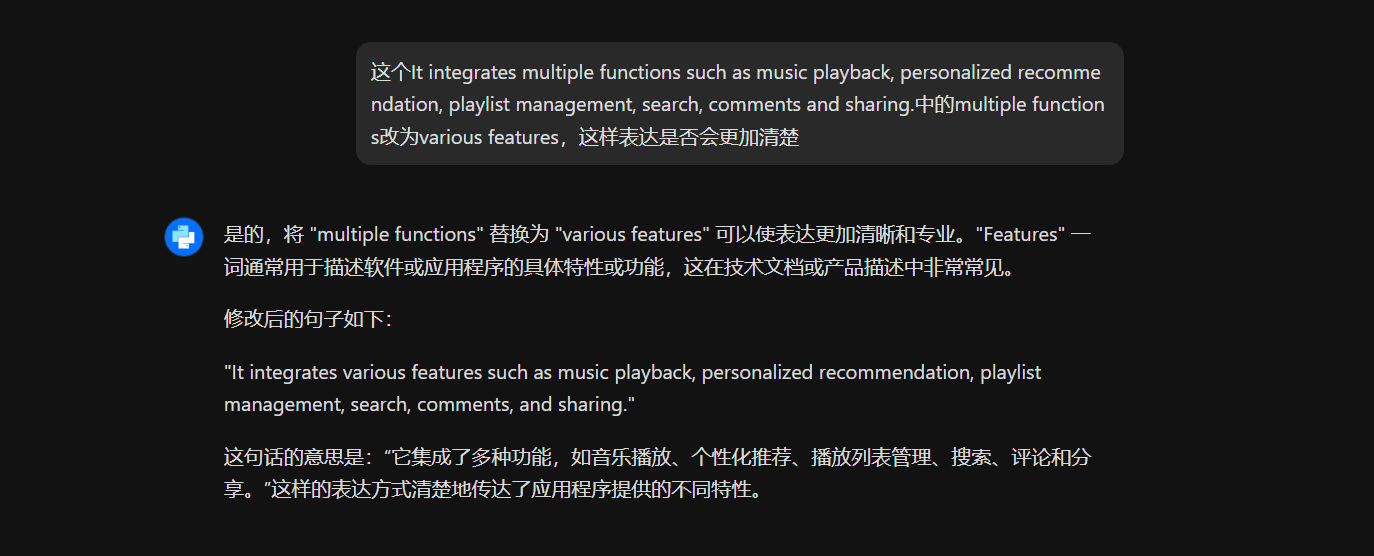 这个It integrates multiple functions such as music playback, personalized recomme
ndation, playlist management, search, comments and sharing.中的multiple function
s改为various features，这样表达是否会更加清楚
是的，将 "multiple functions" 替换为 "various features" 可以使表达更加清晰和专业。"Features" 一
词通常用于描述软件或应用程序的具体特性或功能，这在技术文档或产品描述中非常常见。
修改后的句子如下：
"It integrates various features such as music playback, personalized recommendation, playlist
management, search, comments, and sharing."
这句话的意思是：“它集成了多种功能，如音乐播放、个性化推荐、播放列表管理、搜索、评论和分
享。”这样的表达方式清楚地传达了应用程序提供的不同特性。